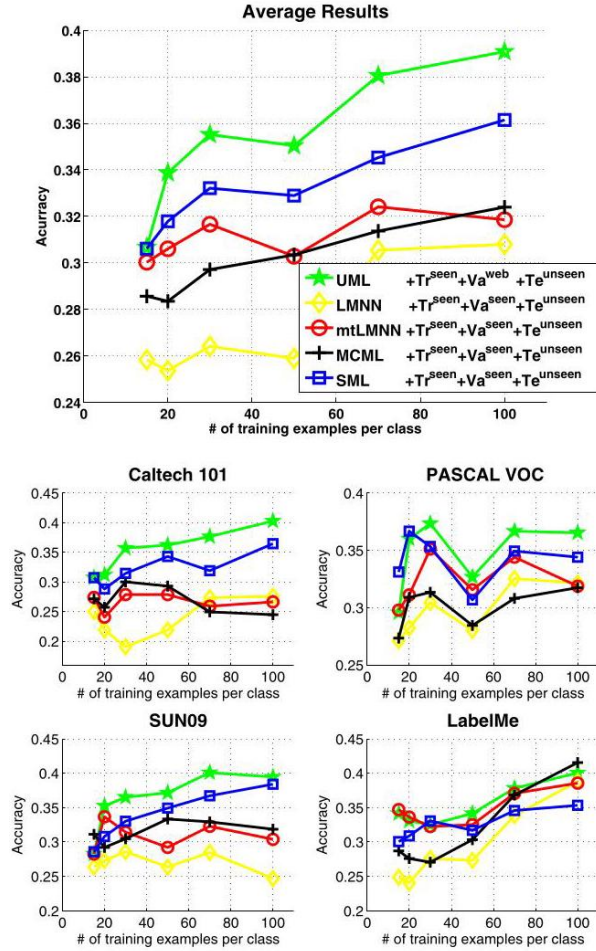 Average Results
0.4
0.38
0.36
0.34
0.32
0.3
0.28
0.26
0.24
Acurracy
0 20 40 60 80 100
# of training examples per class
UML +Tr^seen+Va^web +Te^unseen
LMNN +Tr^seen+Va^seen+Te^unseen
mtLMNN +Tr^seen+Va^seen+Te^unseen
MCML +Tr^seen+Va^seen+Te^unseen
SML +Tr^seen+Va^seen+Te^unseen
Caltech 101
0.45
0.4
0.35
0.3
0.25
0.2
Accuracy
0 20 40 60 80 100
# of training examples per class
PASCAL VOC
0.4
0.35
0.3
0.25
Accuracy
0 20 40 60 80 100
# of training examples per class
SUN09
0.45
0.4
0.35
0.3
0.25
0.2
Accuracy
0 20 40 60 80 100
# of training examples per class
LabelMe
0.45
0.4
0.35
0.3
0.25
0.2
Accuracy
0 20 40 60 80 100
# of training examples per class